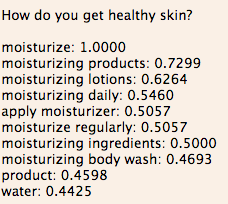 How do you get healthy skin?
moisturize: 1.0000
moisturizing products: 0.7299
moisturizing lotions: 0.6264
moisturizing daily: 0.5460
apply moisturizer: 0.5057
moisturize regularly: 0.5057
moisturizing ingredients: 0.5000
moisturizing body wash: 0.4693
product: 0.4598
water: 0.4425